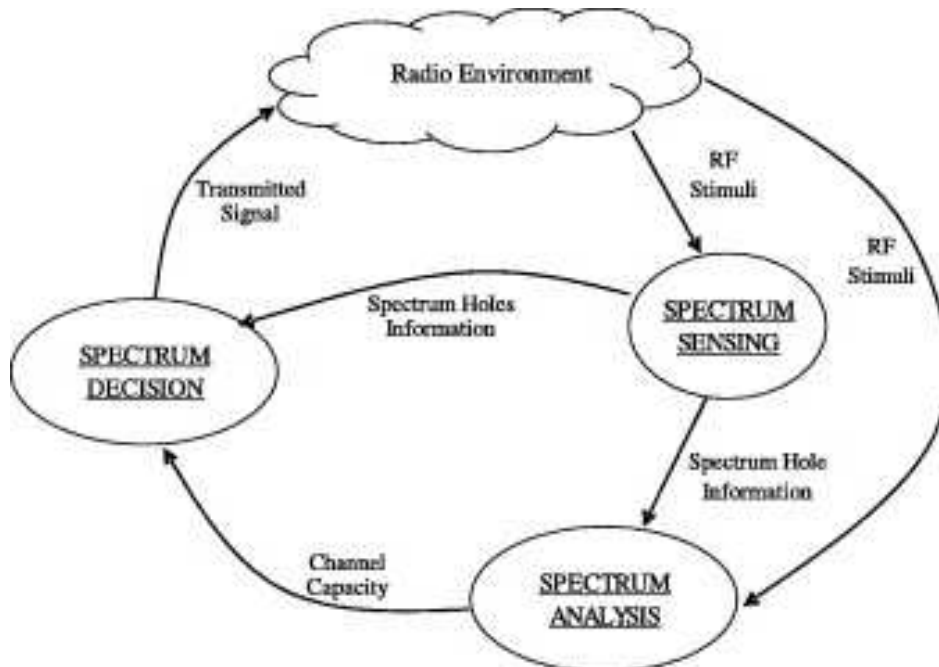 Radio Environment
RF
Stimuli
Transmitted
Signal
RF
Stimuli
Spectrum Holes
Information
SPECTRUM
SENSING
SPECTRUM
DECISION
Spectrum Hole
Information
Channel
Capacity
SPECTRUM
ANALYSIS